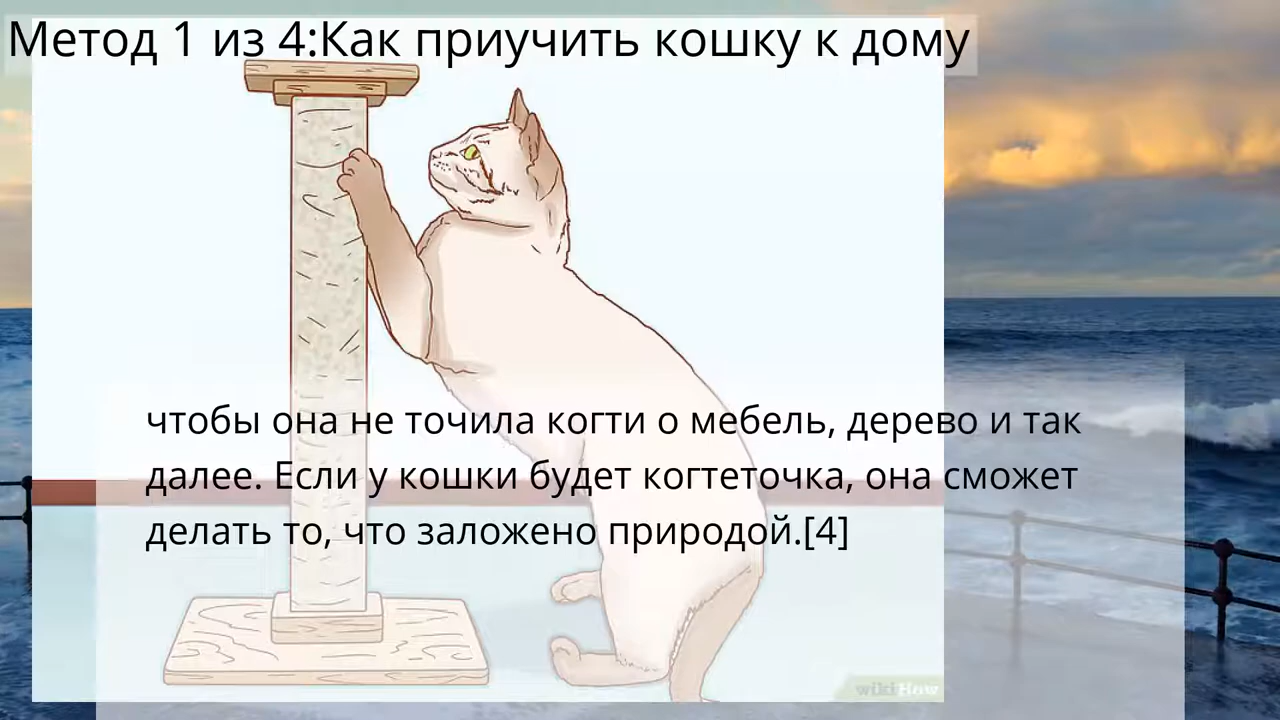 Метод 1 из 4:Как приучить кошку к дому
чтобы она не точила когти о мебель, дерево и так
далее. Если у кошки будет когтеточка, она сможет
делать то, что заложено природой.[4]
wikiHow